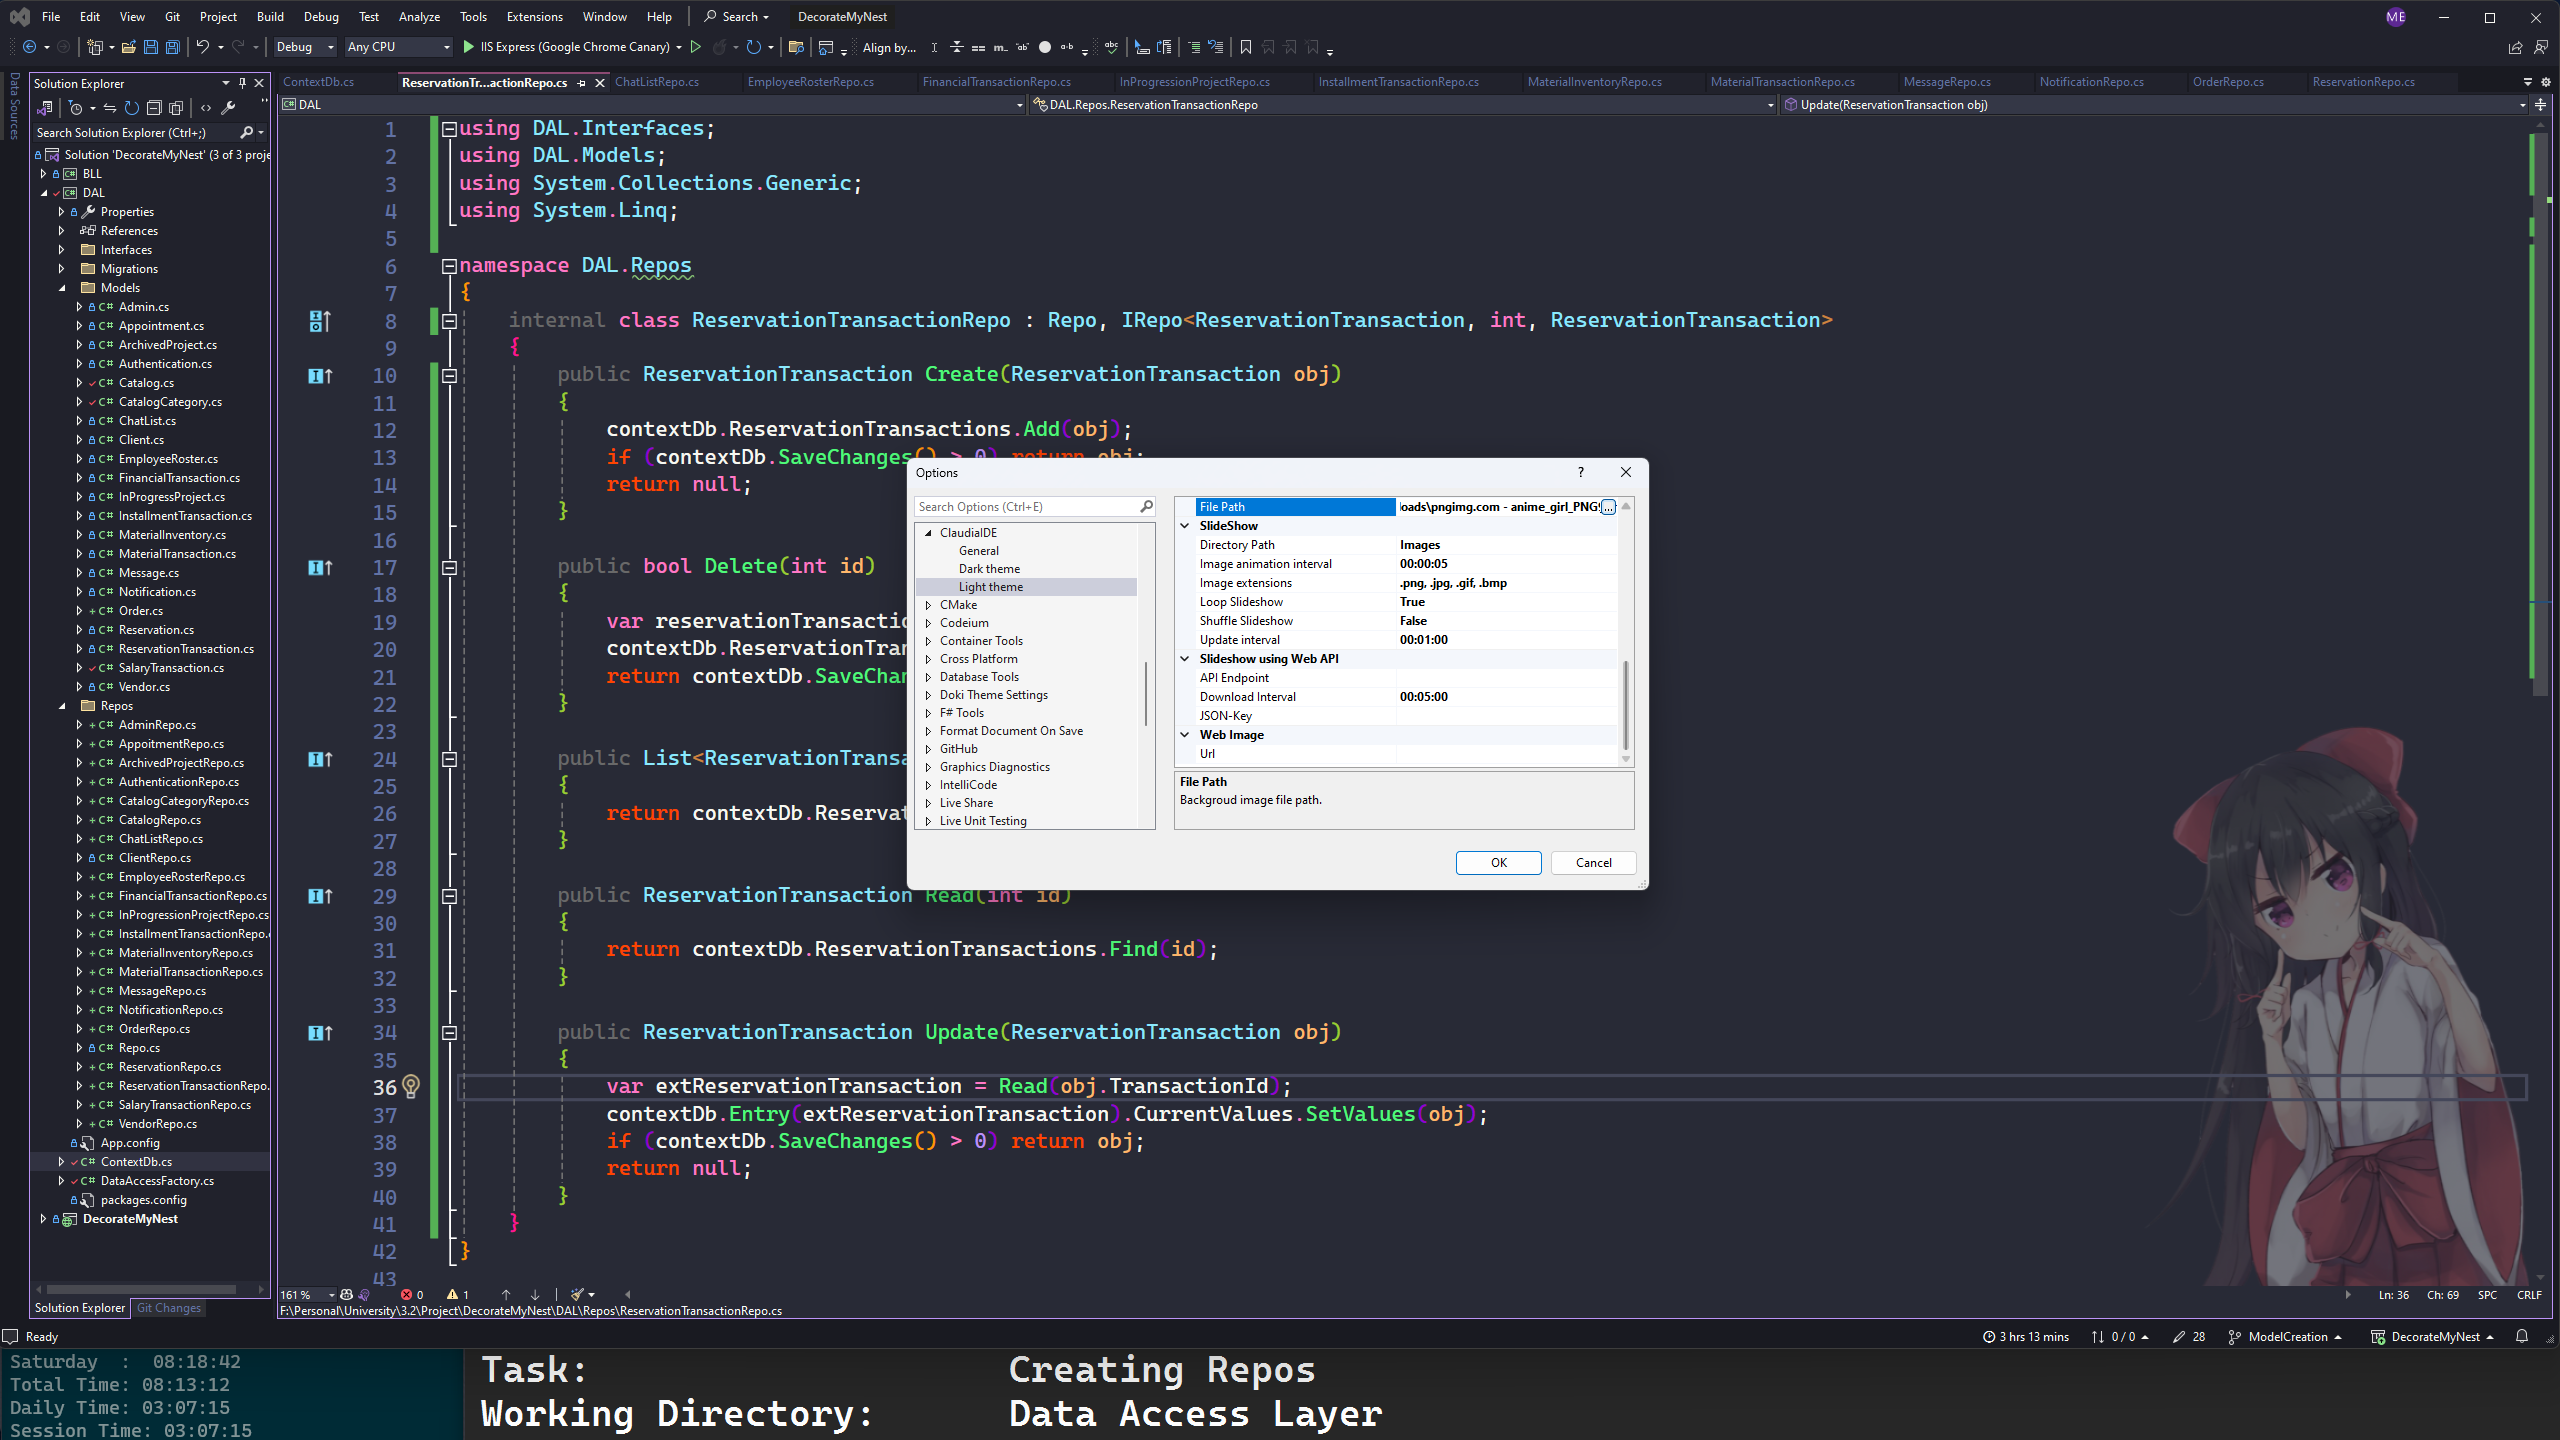 File Edit View Git Project Build Debug Test Analyze Tools Extensions Window Help Search DecorateMyNest ME
Debug Any CPU IIS Express (Google Chrome Canary) Align by...
Data Sources
Solution Explorer
Search Solution Explorer (Ctrl+;)
Solution 'DecorateMyNest' (3 of 3 proje
BLL
DAL
Properties
References
Interfaces
Migrations
Models
Admin.cs
Appointment.cs
ArchivedProject.cs
Authentication.cs
Catalog.cs
CatalogCategory.cs
ChatList.cs
Client.cs
EmployeeRoster.cs
FinancialTransaction.cs
InProgressProject.cs
InstallmentTransaction.cs
MaterialInventory.cs
MaterialTransaction.cs
Message.cs
Notification.cs
Order.cs
Reservation.cs
ReservationTransaction.cs
SalaryTransaction.cs
Vendor.cs
Repos
AdminRepo.cs
AppoitmentRepo.cs
ArchivedProjectRepo.cs
AuthenticationRepo.cs
CatalogCategoryRepo.cs
CatalogRepo.cs
ChatListRepo.cs
ClientRepo.cs
EmployeeRosterRepo.cs
FinancialTransactionRepo.cs
InProgressionProjectRepo.cs
InstallmentTransactionRepo.
MaterialInventoryRepo.cs
MaterialTransactionRepo.cs
MessageRepo.cs
NotificationRepo.cs
OrderRepo.cs
Repo.cs
ReservationRepo.cs
ReservationTransactionRepo.
SalaryTransactionRepo.cs
VendorRepo.cs
App.config
ContextDb.cs
DataAccessFactory.cs
packages.config
DecorateMyNest
Solution Explorer Git Changes
ContextDb.cs ReservationTr...actionRepo.cs ChatListRepo.cs EmployeeRosterRepo.cs FinancialTransactionRepo.cs InProgressionProjectRepo.cs InstallmentTransactionRepo.cs MaterialInventoryRepo.cs MaterialTransactionRepo.cs MessageRepo.cs NotificationRepo.cs OrderRepo.cs ReservationRepo.cs
DAL DAL.Repos.ReservationTransactionRepo Update(ReservationTransaction obj)
1 using DAL.Interfaces;
2 using DAL.Models;
3 using System.Collections.Generic;
4 using System.Linq;
5
6 namespace DAL.Repos
7 {
8 internal class ReservationTransactionRepo : Repo, IRepo<ReservationTransaction, int, ReservationTransaction>
9 {
10 public ReservationTransaction Create(ReservationTransaction obj)
11 {
12 contextDb.ReservationTransactions.Add(obj);
13 if (contextDb.SaveChanges() > 0) return obj;
14 return null;
15 }
16
17 public bool Delete(int id)
18 {
19 var reservationTransactio
20 contextDb.ReservationTran
21 return contextDb.SaveChan
22 }
23
24 public List<ReservationTransa
25 {
26 return contextDb.Reservat
27 }
28
29 public ReservationTransaction Read(int id)
30 {
31 return contextDb.ReservationTransactions.Find(id);
32 }
33
34 public ReservationTransaction Update(ReservationTransaction obj)
35 {
36 var extReservationTransaction = Read(obj.TransactionId);
37 contextDb.Entry(extReservationTransaction).CurrentValues.SetValues(obj);
38 if (contextDb.SaveChanges() > 0) return obj;
39 return null;
40 }
41 }
42 }
43
Options ?
Search Options (Ctrl+E)
ClaudiaIDE
General
Dark theme
Light theme
CMake
Codeium
Container Tools
Cross Platform
Database Tools
Doki Theme Settings
F# Tools
Format Document On Save
GitHub
Graphics Diagnostics
IntelliCode
Live Share
Live Unit Testing
File Path loads\pngimg.com - anime_girl_PNG ...
SlideShow
Directory Path Images
Image animation interval 00:00:05
Image extensions .png, .jpg, .gif, .bmp
Loop Slideshow True
Shuffle Slideshow False
Update interval 00:01:00
Slideshow using Web API
API Endpoint
Download Interval 00:05:00
JSON-Key
Web Image
Url
File Path
Backgroud image file path.
OK Cancel
161 % 0 1 Ln: 36 Ch: 69 SPC CRLF
F:\Personal\University\3.2\Project\DecorateMyNest\DAL\Repos\ReservationTransactionRepo.cs
Ready 3 hrs 13 mins 0 / 0 28 ModelCreation DecorateMyNest
Saturday : 08:18:42
Total Time: 08:13:12
Daily Time: 03:07:15
Session Time: 03:07:15
Task: Creating Repos
Working Directory: Data Access Layer